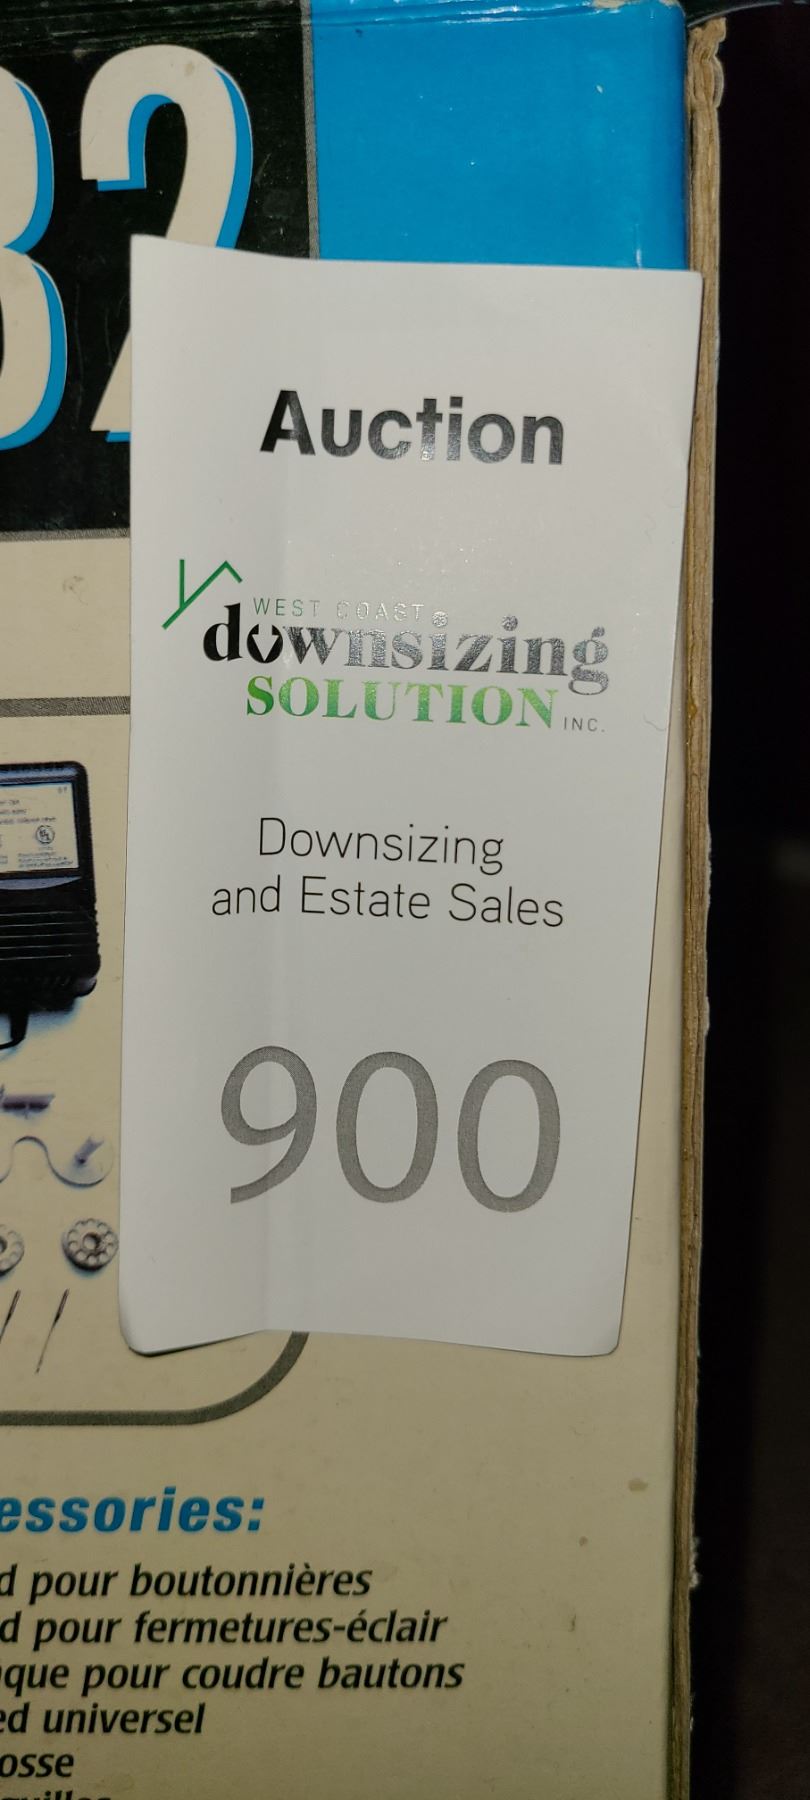 32
Auction
WEST COAST
downsizing
SOLUTION INC.
Downsizing
and Estate Sales
900
essories:
d pour boutonnières
d pour fermetures-éclair
que pour coudre bautons
ed universel
osse